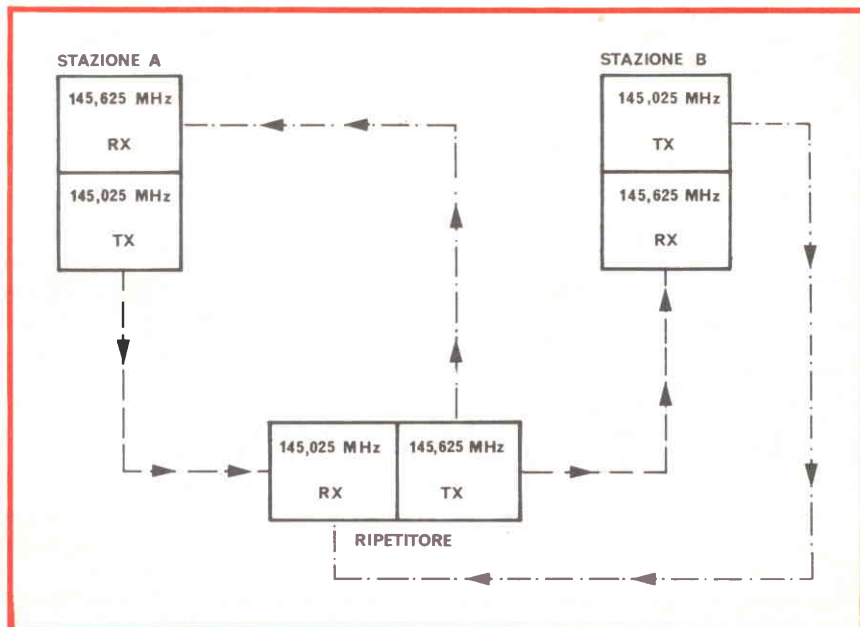 STAZIONE A
145,625 MHz
RX
145,025 MHz
TX
STAZIONE B
145,025 MHz
TX
145,625 MHz
RX
145,025 MHz
RX
145,625 MHz
TX
RIPETITORE